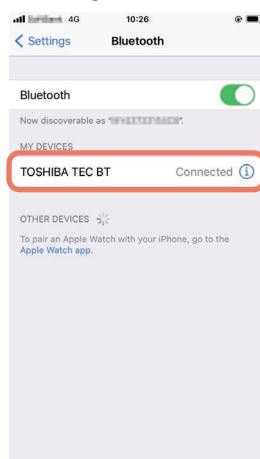 4G 10:26
Settings Bluetooth
Bluetooth
Now discoverable as
MY DEVICES
TOSHIBA TEC BT Connected
OTHER DEVICES
To pair an Apple Watch with your iPhone, go to the
Apple Watch app.